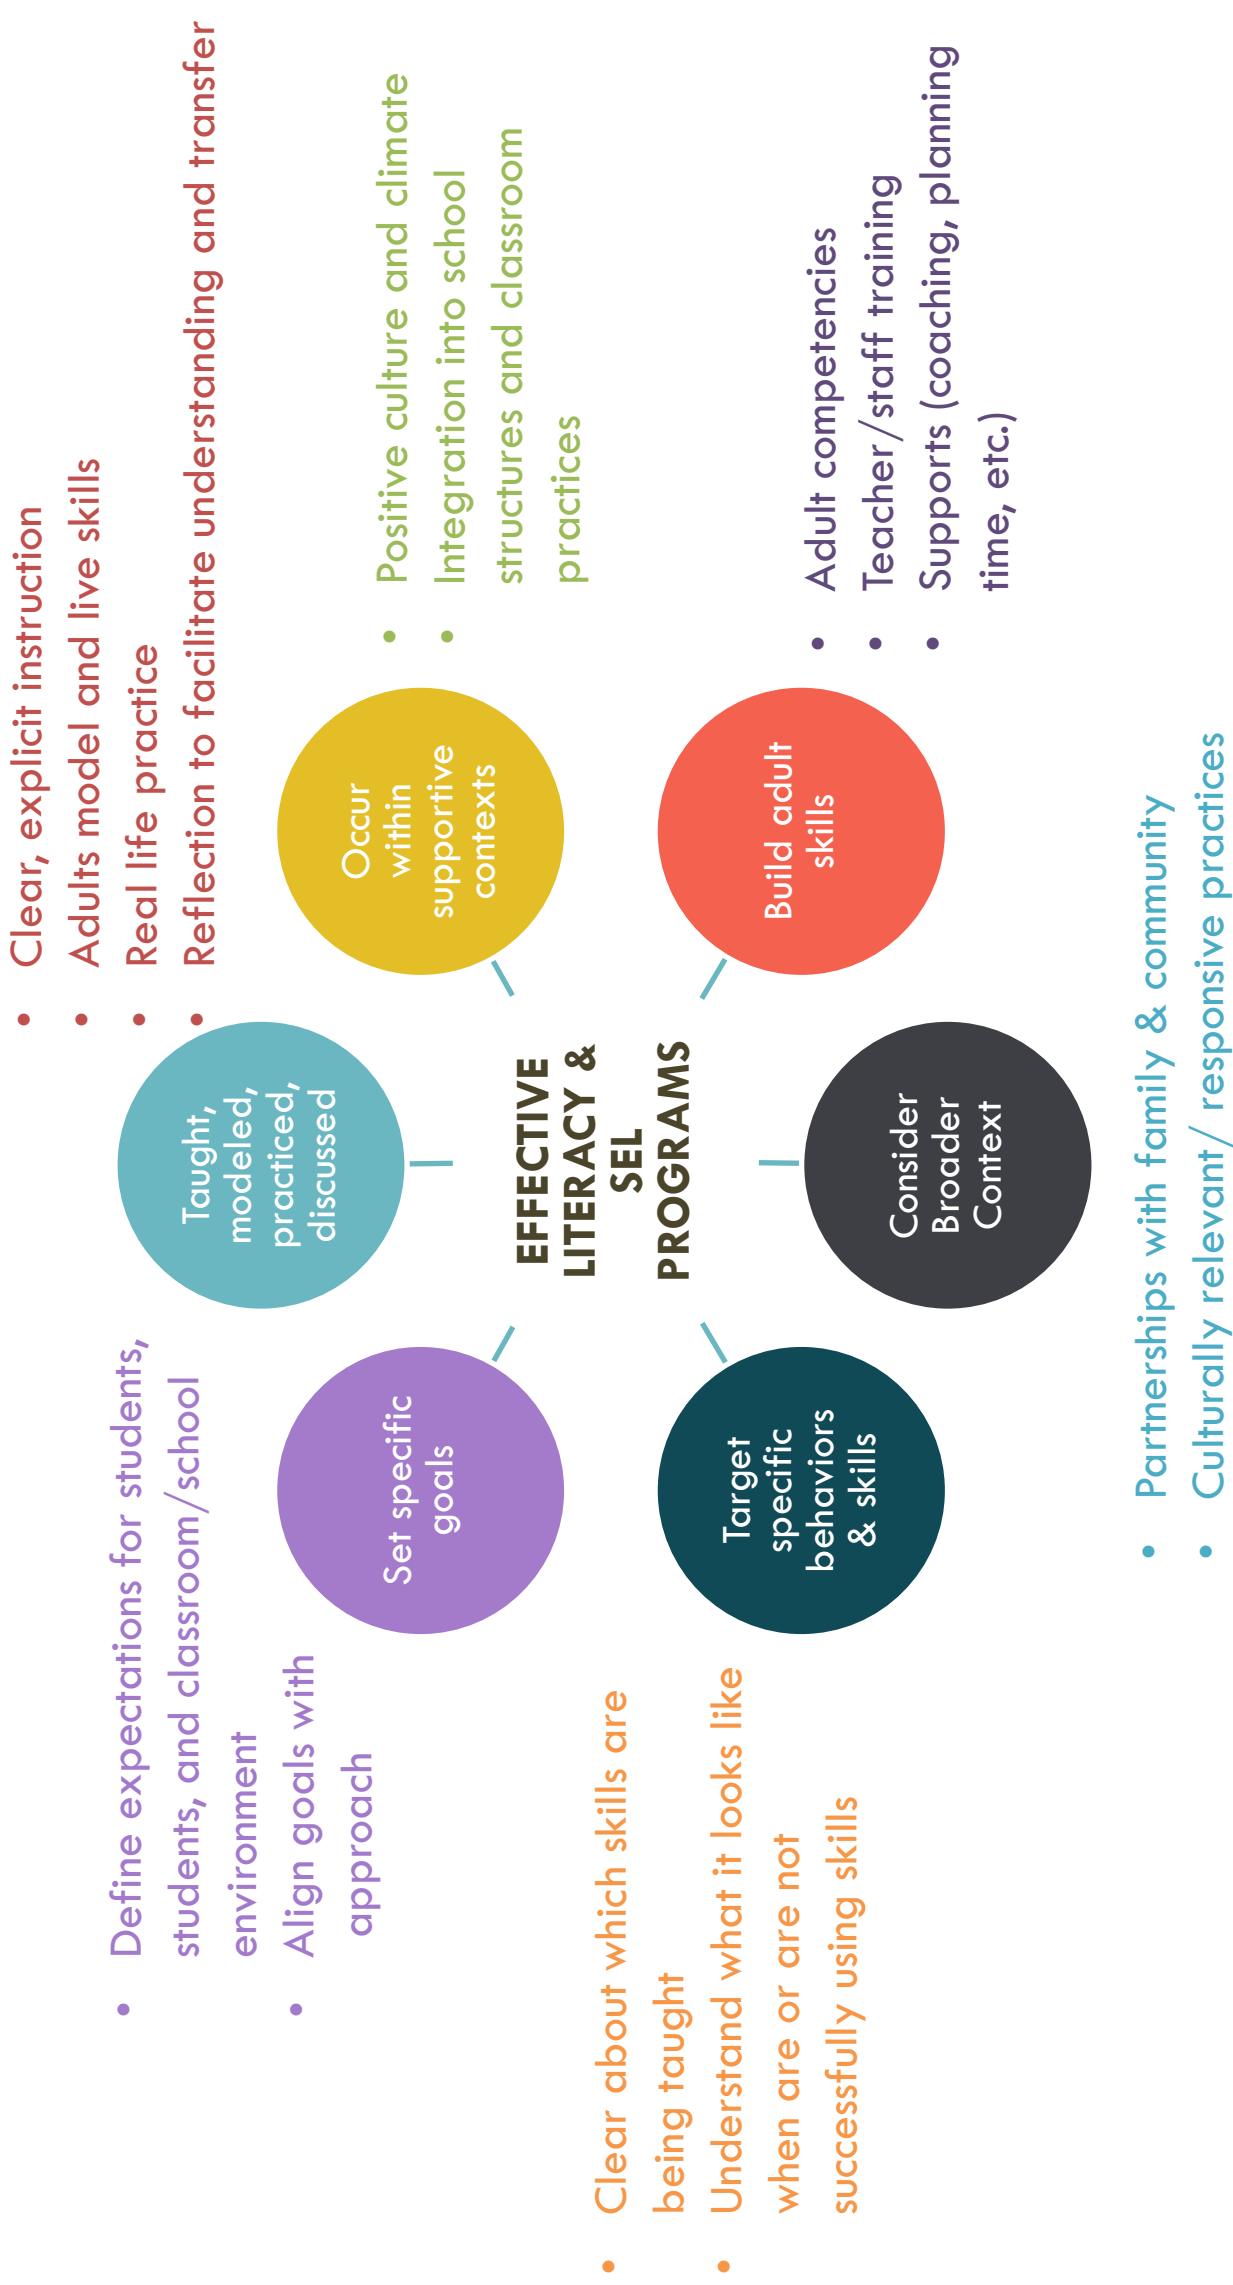 • Clear, explicit instruction
• Adults model and live skills
• Real life practice
• Reflection to facilitate understanding and transfer
Taught,
modeled,
practiced,
discussed
• Define expectations for students,
students, and classroom/school
environment
• Align goals with
approach
Set specific
goals
Occur
within
supportive
contexts
• Positive culture and climate
• Integration into school
structures and classroom
practices
EFFECTIVE
LITERACY &
SEL
PROGRAMS
• Clear about which skills are
being taught
• Understand what it looks like
when are or are not
successfully using skills
Target
specific
behaviors
& skills
Build adult
skills
• Adult competencies
• Teacher/staff training
• Supports (coaching, planning
time, etc.)
Consider
Broader
Context
• Partnerships with family & community
• Culturally relevant/ responsive practices